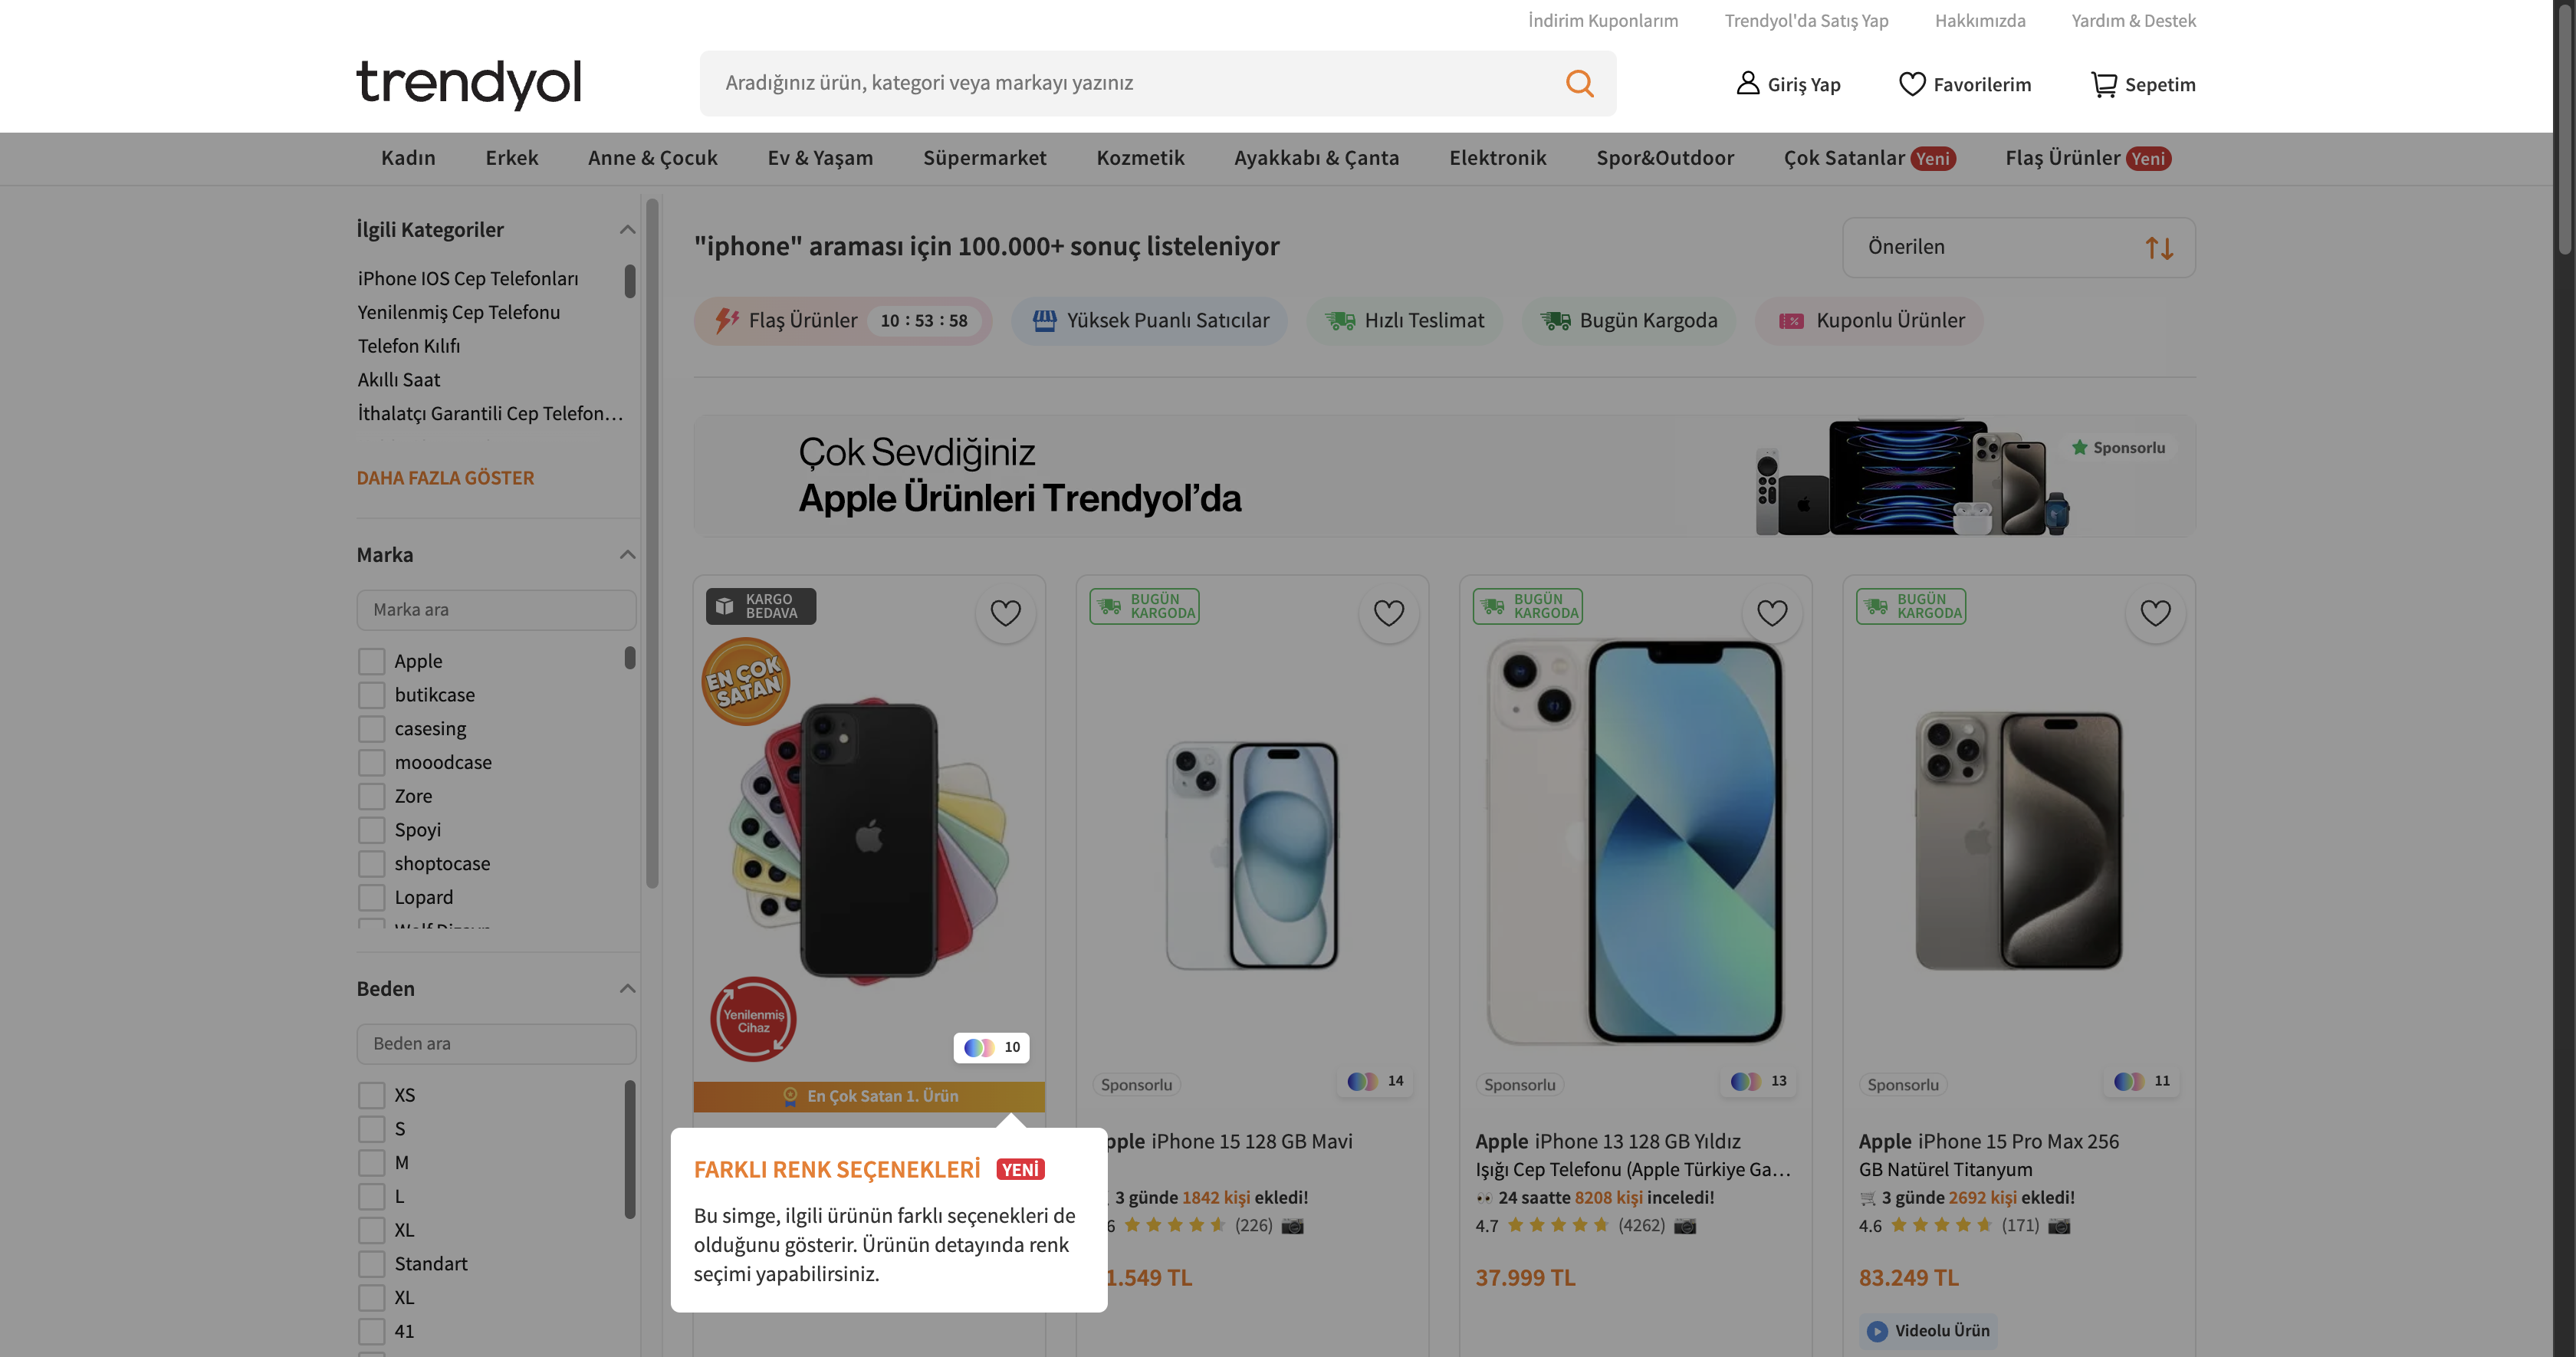 İndirim Kuponlarım
Trendyol'da Satış Yap
Hakkımızda
Yardım & Destek
trendyol
Aradığınız ürün, kategori veya markayı yazınız
Giriş Yap
Favorilerim
Sepetim
Kadın
Erkek
Anne & Çocuk
Ev & Yaşam
Süpermarket
Kozmetik
Ayakkabı & Çanta
Elektronik
Spor&Outdoor
Çok Satanlar Yeni
Flaş Ürünler Yeni
İlgili Kategoriler
iPhone IOS Cep Telefonları
Yenilenmiş Cep Telefonu
Telefon Kılıfı
Akıllı Saat
İthalatçı Garantili Cep Telefon...
DAHA FAZLA GÖSTER
Marka
Marka ara
Apple
butikcase
casesing
mooodcase
Zore
Spoyi
shoptocase
Lopard
Beden
Beden ara
XS
S
M
L
XL
Standart
XL
41
"iphone" araması için 100.000+ sonuç listeleniyor
Önerilen
Flaş Ürünler 10 : 53 : 58
Yüksek Puanlı Satıcılar
Hızlı Teslimat
Bugün Kargoda
Kuponlu Ürünler
Çok Sevdiğiniz
Apple Ürünleri Trendyol'da
Sponsorlu
KARGO
BEDAVA
EN ÇOK
SATAN
Yenilenmiş
Cihaz
10
En Çok Satan 1. Ürün
FARKLI RENK SEÇENEKLERİ YENİ
Bu simge, ilgili ürünün farklı seçenekleri de
olduğunu gösterir. Ürünün detayında renk
seçimi yapabilirsiniz.
BUGÜN
KARGODA
Sponsorlu
14
iPhone 15 128 GB Mavi
3 günde 1842 kişi ekledi!
(226)
.549 TL
BUGÜN
KARGODA
Sponsorlu
13
Apple iPhone 13 128 GB Yıldız
Işığı Cep Telefonu (Apple Türkiye Ga...
24 saatte 8208 kişi inceledi!
4.7 (4262)
37.999 TL
BUGÜN
KARGODA
Sponsorlu
11
Apple iPhone 15 Pro Max 256
GB Natürel Titanyum
3 günde 2692 kişi ekledi!
4.6 (171)
83.249 TL
Videolu Ürün